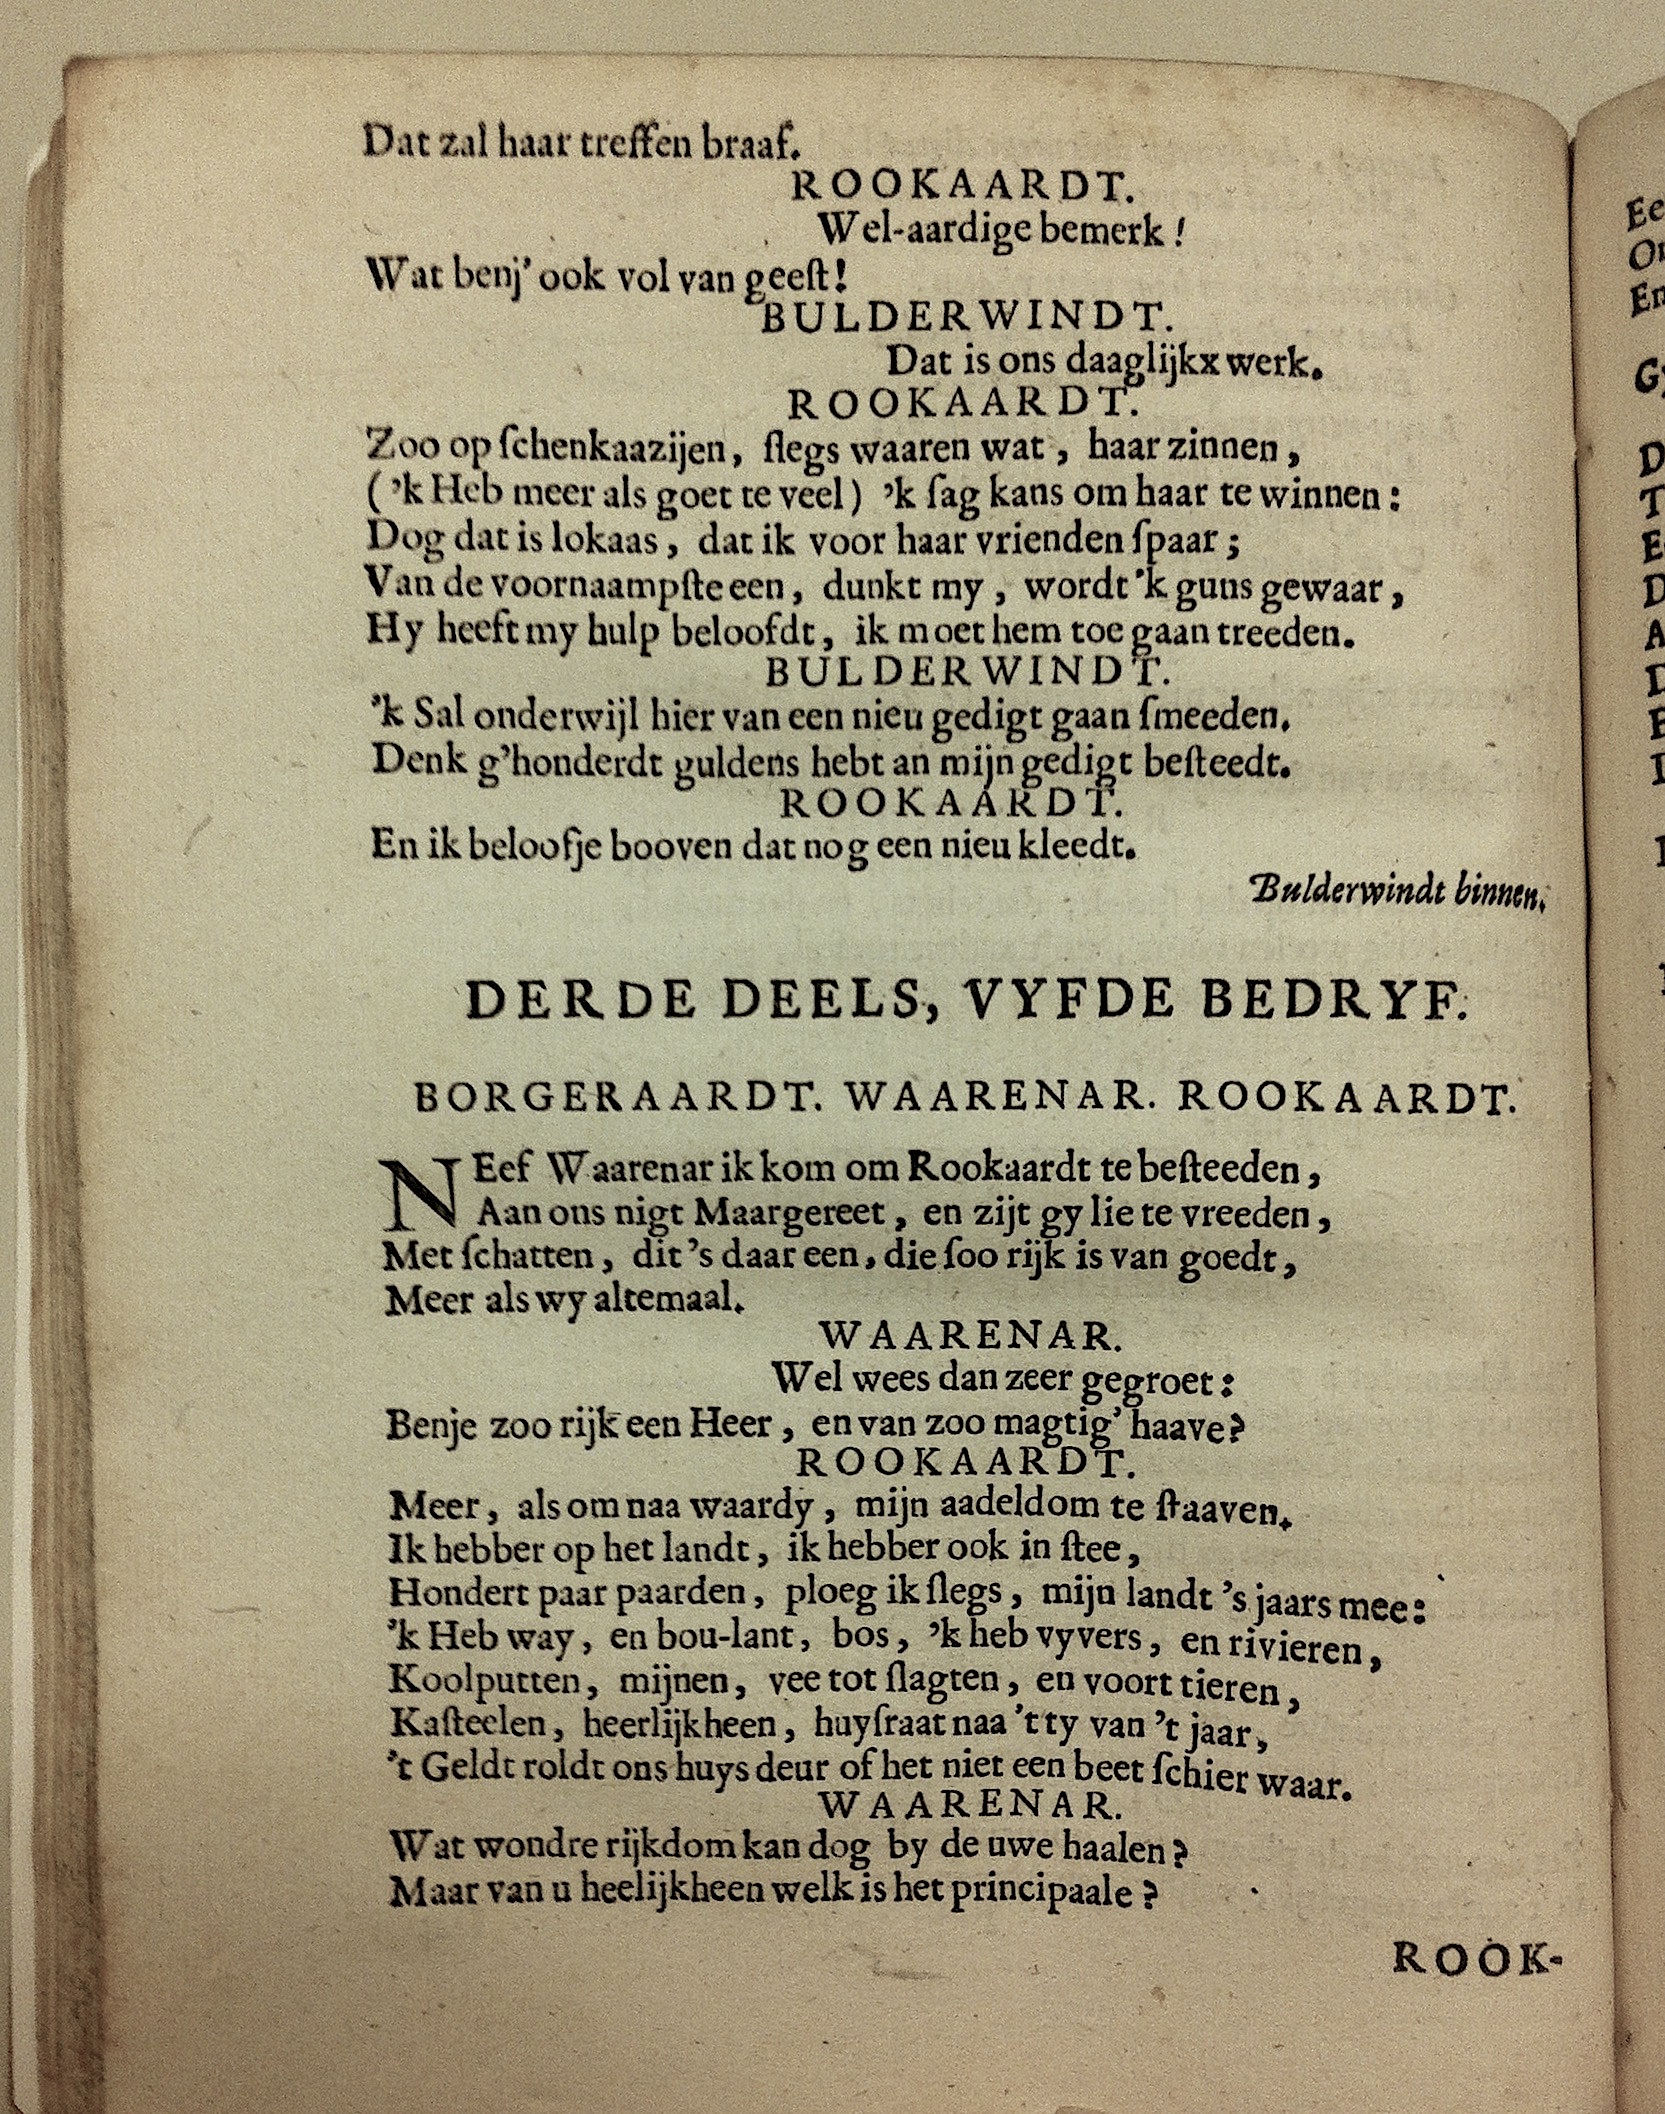 Dat zal haar treffen braaf.
ROOKAARDT.
Wel-aardige bemerk!
Wat benj' ook vol van geeſt!
BULDERWINDT.
Dat is ons daaglijkx werk.
ROOKAARDT.
Zoo op ſchenkaazijen, ſlegs waaren wat, haar zinnen,
('k Heb meer als goet te veel) 'k ſag kans om haar te winnen:
Dog dat is lokaas, dat ik voor haar vrienden ſpaar;
Van de voornaampſte een, dunkt my, wordt 'k guns gewaar,
Hy heeft my hulp beloofdt, ik moet hem toe gaan treeden.
BULDERWINDT.
'k Sal onderwijl hier van een nieu gedigt gaan ſmeeden.
Denk g'honderdt guldens hebt an mijn gedigt beſteedt.
ROOKAARDT.
En ik beloofje booven dat nog een nieu kleedt.
Bulderwindt binnen.
DERDE DEELS, VYFDE BEDRYF.
BORGERAARDT. WAARENAR. ROOKAARDT.
NEef Waarenar ik kom om Rookaardt te beſteeden,
Aan ons nigt Maargereet, en zijt gy lie te vreeden,
Met ſchatten, dit 's daar een, die ſoo rijk is van goedt,
Meer als wy altemaal.
WAARENAR.
Wel wees dan zeer gegroet:
Benje zoo rijk een Heer, en van zoo magtig' haave?
ROOKAARDT.
Meer, als om naa waardy, mijn aadeldom te ſtaaven.
Ik hebber op het landt, ik hebber ook in ſtee,
Hondert paar paarden, ploeg ik ſlegs, mijn landt 's jaars mee:
'k Heb way, en bou-lant, bos, 'k heb vyvers, en rivieren,
Koolputten, mijnen, vee tot ſlagten, en voort tieren,
Kaſteelen, heerlijkheen, huyſraat naa 't ty van 't jaar,
't Geldt roldt ons huys deur of het niet een beet ſchier waar.
WAARENAR.
Wat wondre rijkdom kan dog by de uwe haalen?
Maar van u heelijkheen welk is het principaale?
ROOK-